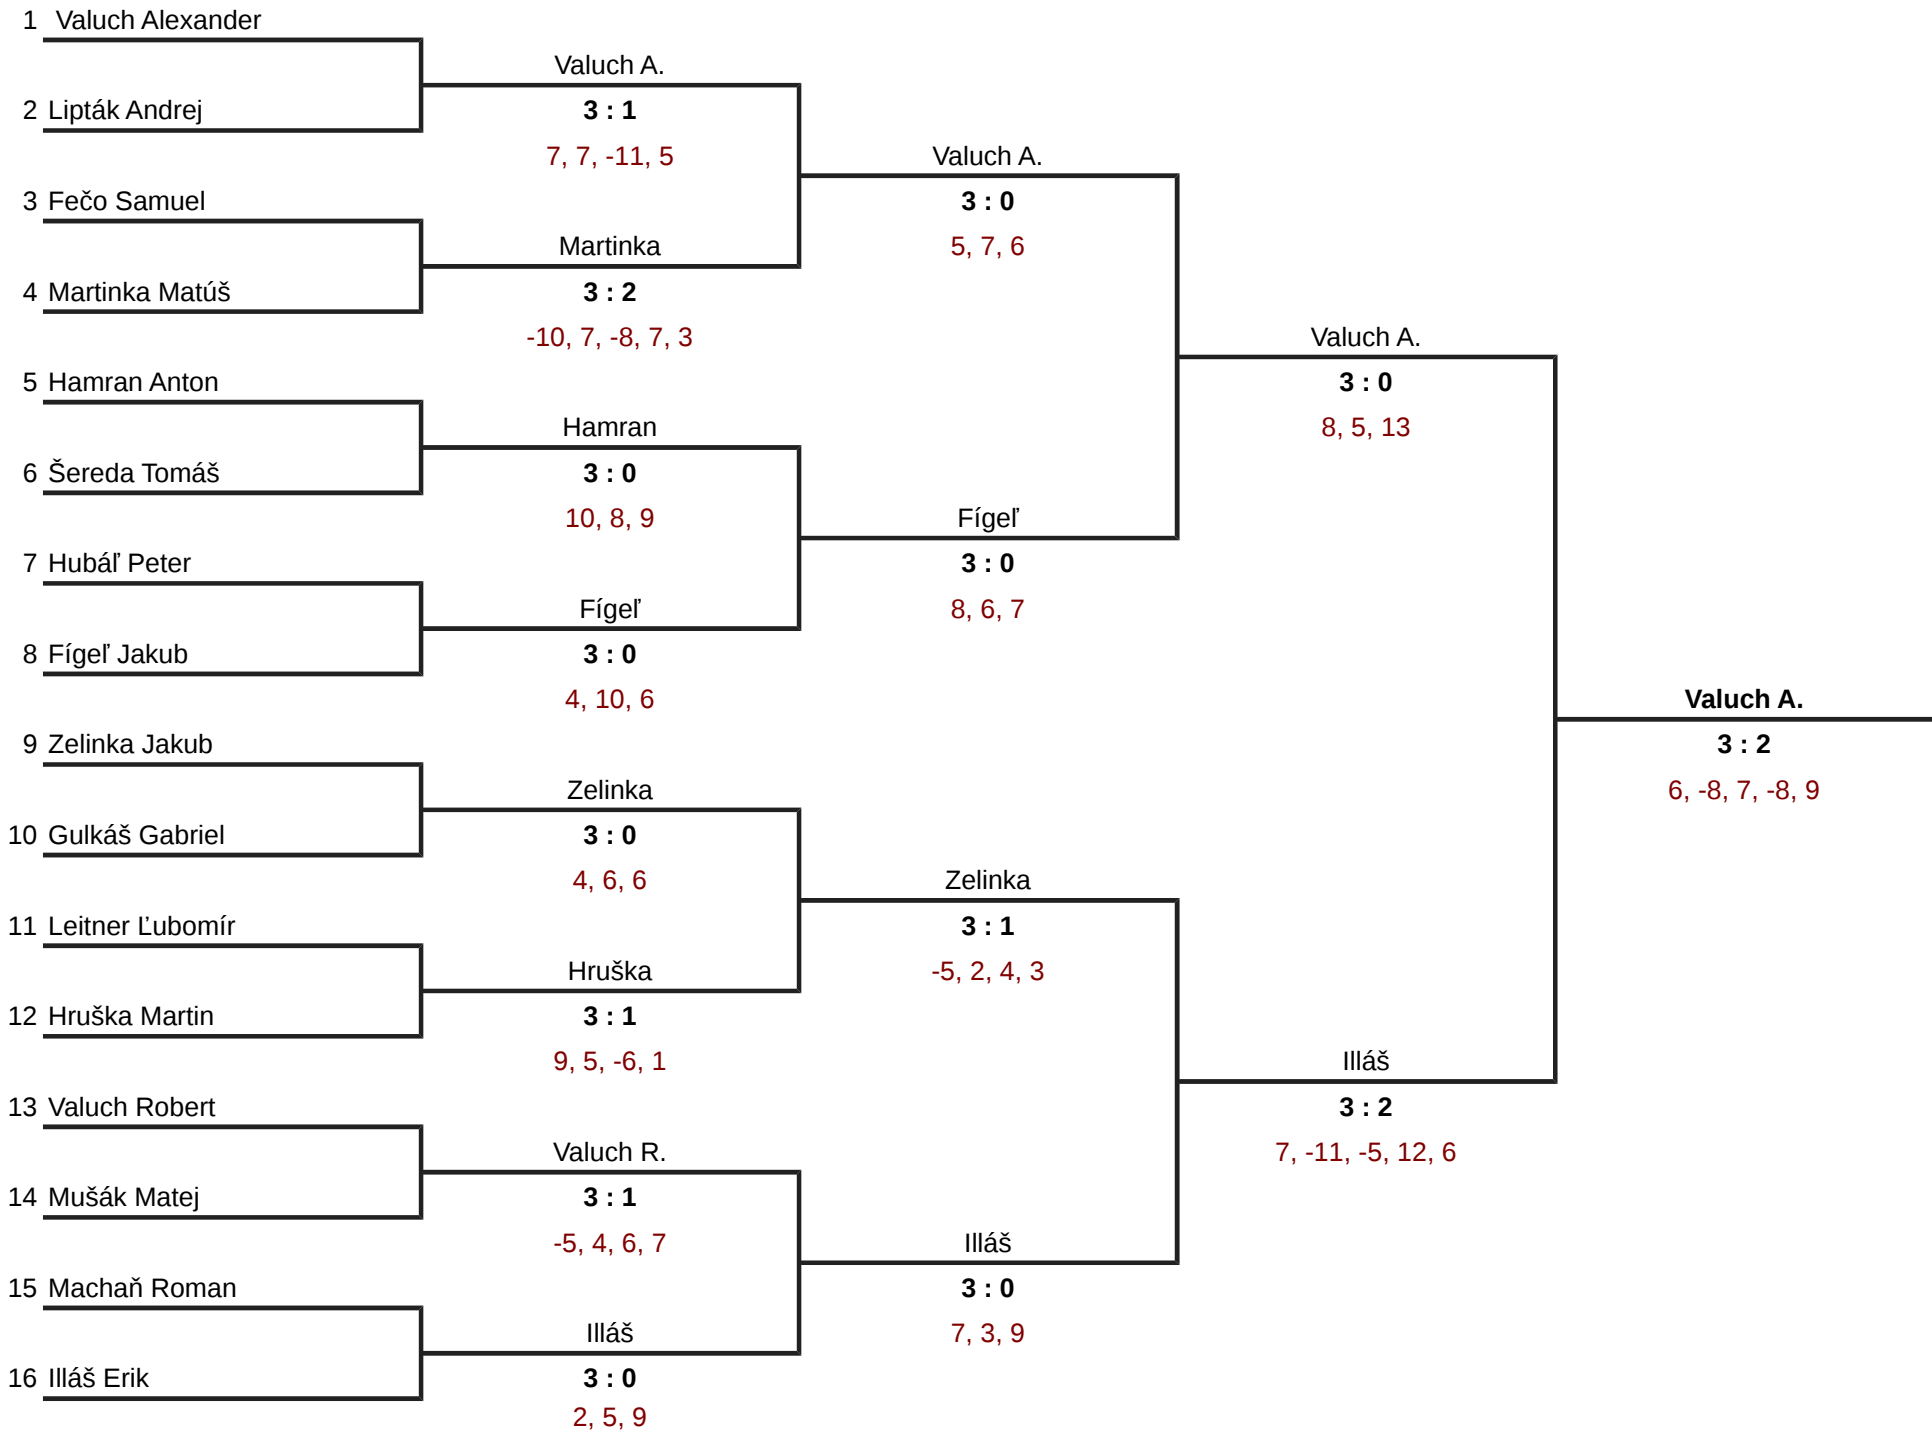 1 Valuch Alexander
Valuch A.
2 Lipták Andrej
3 : 1
7, 7, -11, 5
Valuch A.
3 Fečo Samuel
3 : 0
Martinka
5, 7, 6
4 Martinka Matúš
3 : 2
-10, 7, -8, 7, 3
Valuch A.
5 Hamran Anton
3 : 0
Hamran
8, 5, 13
6 Šereda Tomáš
3 : 0
10, 8, 9
Fígeľ
7 Hubáľ Peter
3 : 0
Fígeľ
8, 6, 7
8 Fígeľ Jakub
3 : 0
4, 10, 6
Valuch A.
9 Zelinka Jakub
3 : 2
Zelinka
6, -8, 7, -8, 9
10 Gulkáš Gabriel
3 : 0
4, 6, 6
Zelinka
11 Leitner Ľubomír
3 : 1
Hruška
-5, 2, 4, 3
12 Hruška Martin
3 : 1
9, 5, -6, 1
Illáš
13 Valuch Robert
3 : 2
Valuch R.
7, -11, -5, 12, 6
14 Mušák Matej
3 : 1
-5, 4, 6, 7
Illáš
15 Machaň Roman
3 : 0
Illáš
7, 3, 9
16 Illáš Erik
3 : 0
2, 5, 9